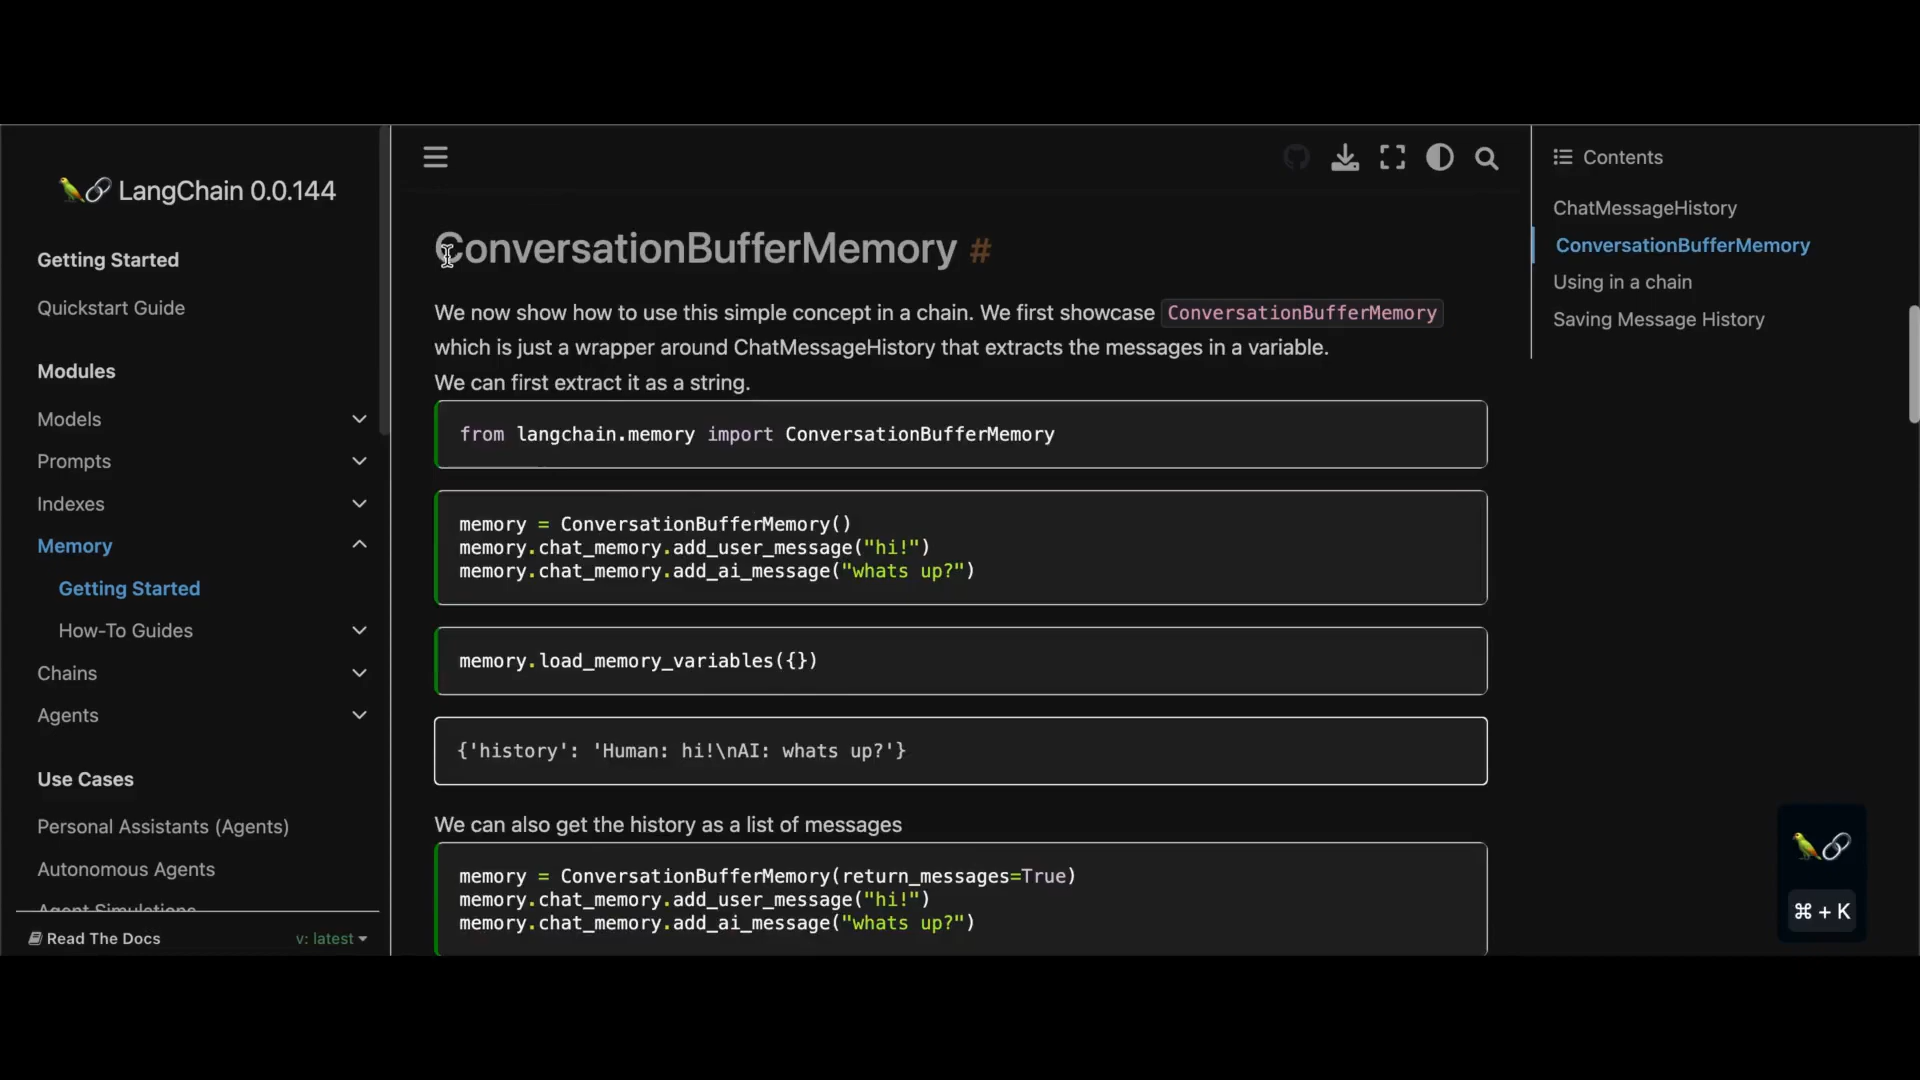 LangChain 0.0.144
Getting Started
Quickstart Guide
Modules
Models
Prompts
Indexes
Memory
Getting Started
How-To Guides
Chains
Agents
Use Cases
Personal Assistants (Agents)
Autonomous Agents
Agent Simulations
Read The Docs
v: latest
ConversationBufferMemory #
We now show how to use this simple concept in a chain. We first showcase ConversationBufferMemory
which is just a wrapper around ChatMessageHistory that extracts the messages in a variable.
We can first extract it as a string.
from langchain.memory import ConversationBufferMemory
memory = ConversationBufferMemory()
memory.chat_memory.add_user_message("hi!")
memory.chat_memory.add_ai_message("whats up?")
memory.load_memory_variables({})
{'history': 'Human: hi!\nAI: whats up?'}
We can also get the history as a list of messages
memory = ConversationBufferMemory(return_messages=True)
memory.chat_memory.add_user_message("hi!")
memory.chat_memory.add_ai_message("whats up?")
Contents
ChatMessageHistory
ConversationBufferMemory
Using in a chain
Saving Message History
⌘ + K